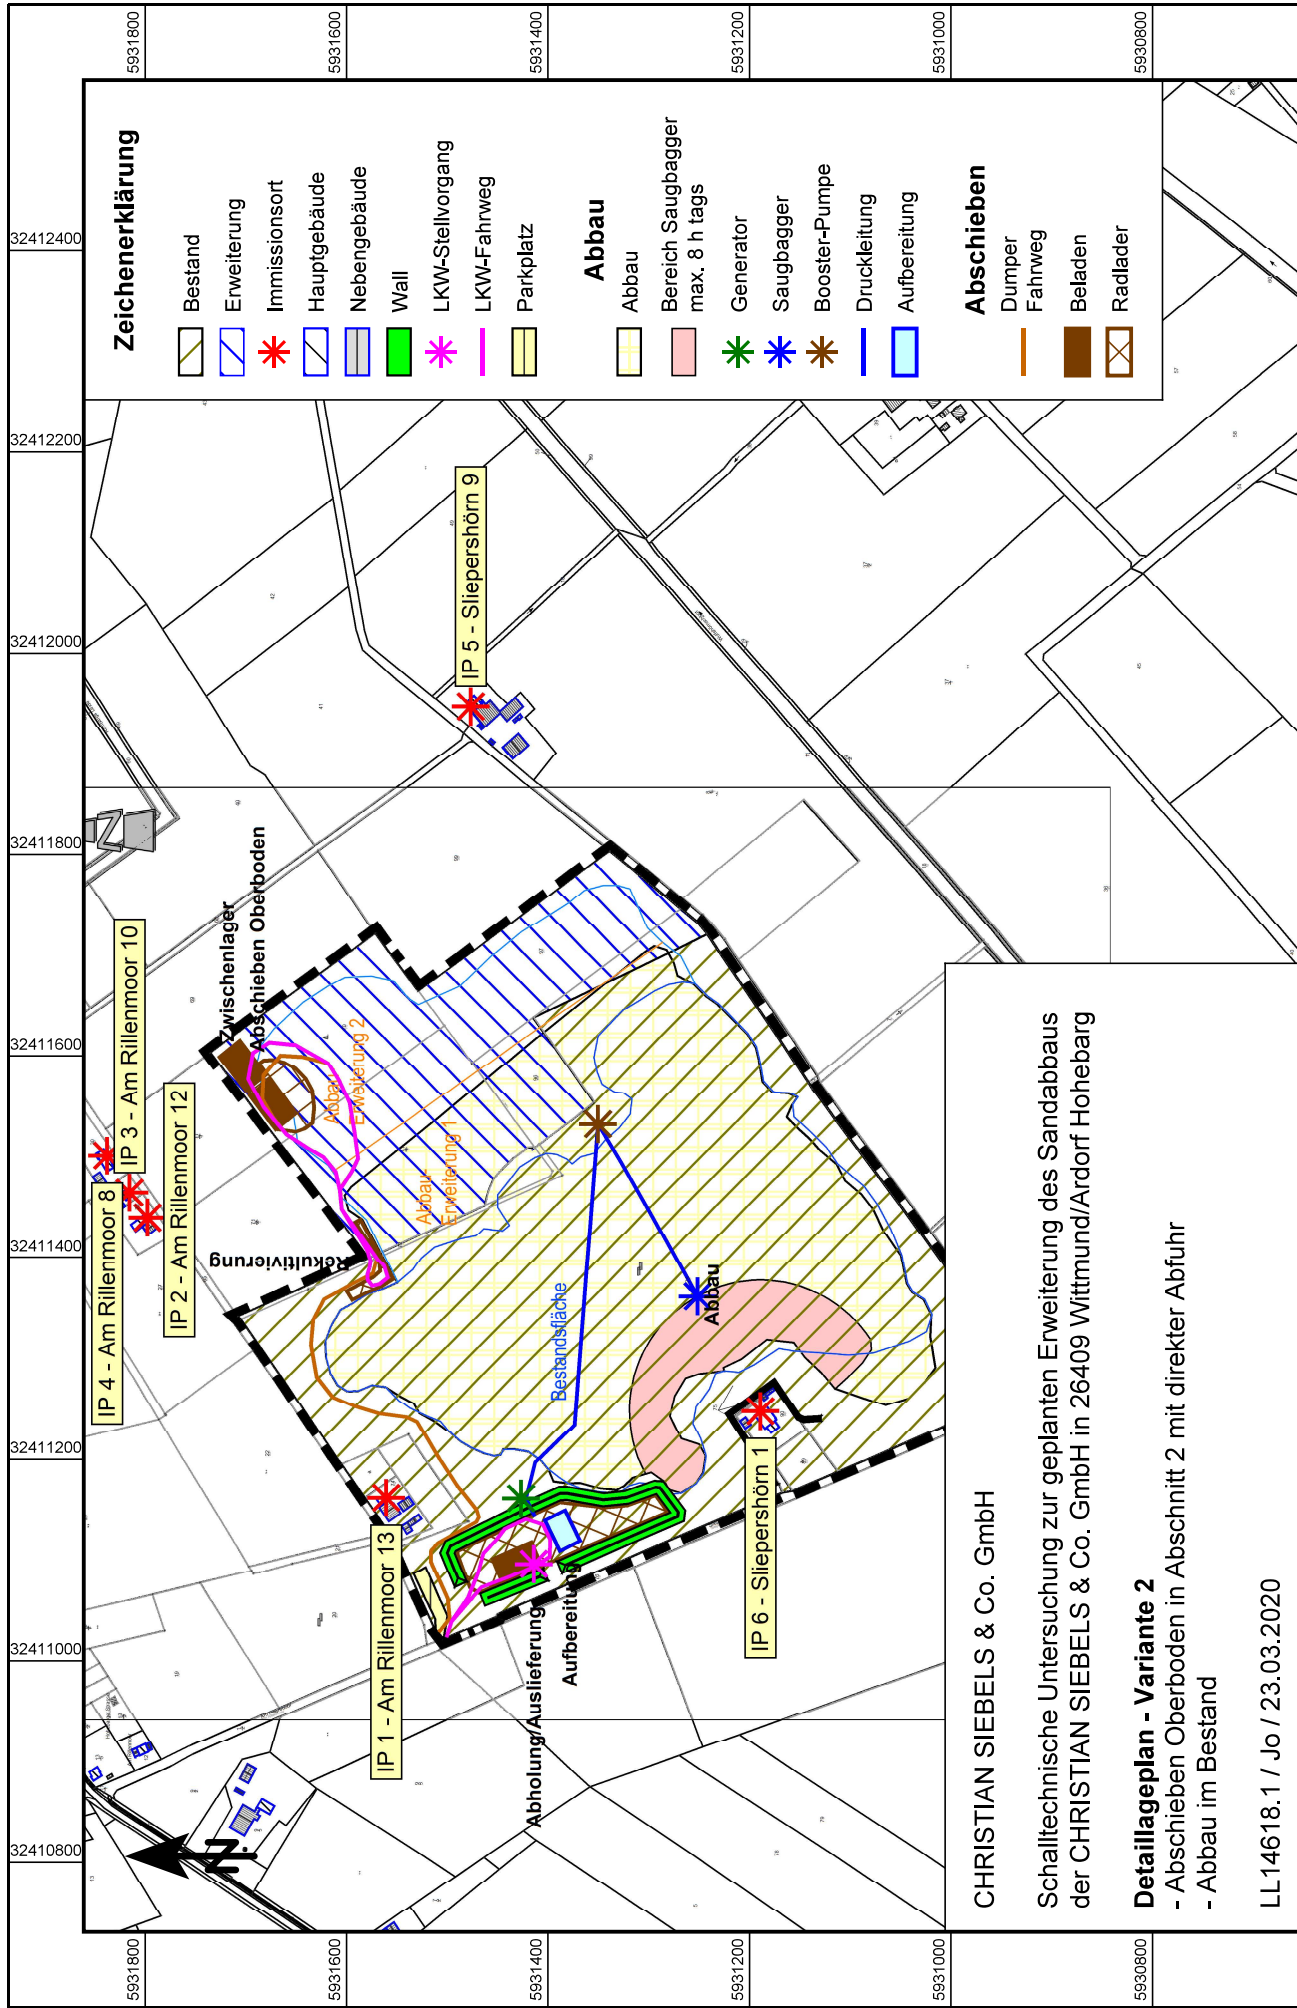 5931800
5931600
5931400
5931200
5931000
5930800
32412400
32412200
32412000
32411800
32411600
32411400
32411200
32411000
32410800
Zeichenerklärung
Bestand
Erweiterung
Immissionsort
Hauptgebäude
Nebengebäude
Wall
LKW-Stellvorgang
LKW-Fahrweg
Parkplatz
Abbau
Abbau
Bereich Saugbagger
max. 8 h tags
Generator
Saugbagger
Booster-Pumpe
Druckleitung
Aufbereitung
Abschieben
Dumper
Fahrweg
Beladen
Radlader
IP 5 - Sliepershörn 9
IP 3 - Am Rillenmoor 10
IP 2 - Am Rillenmoor 12
IP 4 - Am Rillenmoor 8
IP 1 - Am Rillenmoor 13
IP 6 - Sliepershörn 1
Zwischenlager
Abschieben Oberboden
Abbau-
Erweiterung 2
Abbau-
Erweiterung 1
Rekultivierung
Bestandsfläche
Abbau
Abholung/Auslieferung
Aufbereitung
N
CHRISTIAN SIEBELS & Co. GmbH
Schalltechnische Untersuchung zur geplanten Erweiterung des Sandabbaus
der CHRISTIAN SIEBELS & Co. GmbH in 26409 Wittmund/Ardorf Hohebarg
Detaillageplan - Variante 2
- Abschieben Oberboden in Abschnitt 2 mit direkter Abfuhr
- Abbau im Bestand
LL14618.1 / Jo / 23.03.2020
5931800
5931600
5931400
5931200
5931000
5930800